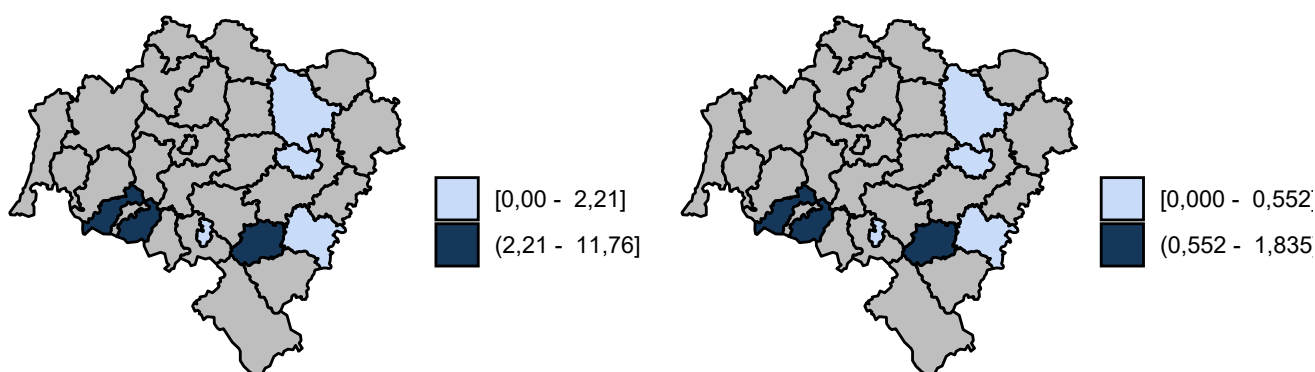 [0,00 - 2,21]
(2,21 - 11,76]
[0,000 - 0,552]
(0,552 - 1,835]